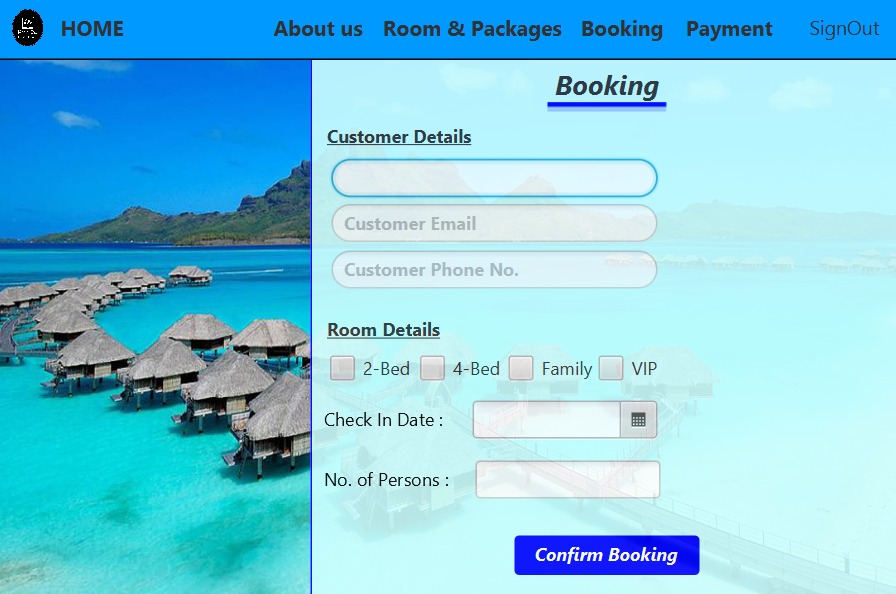 HOME About us Room & Packages Booking Payment SignOut
Booking
Customer Details
Customer Email
Customer Phone No.
Room Details
2-Bed 4-Bed Family VIP
Check In Date :
No. of Persons :
Confirm Booking